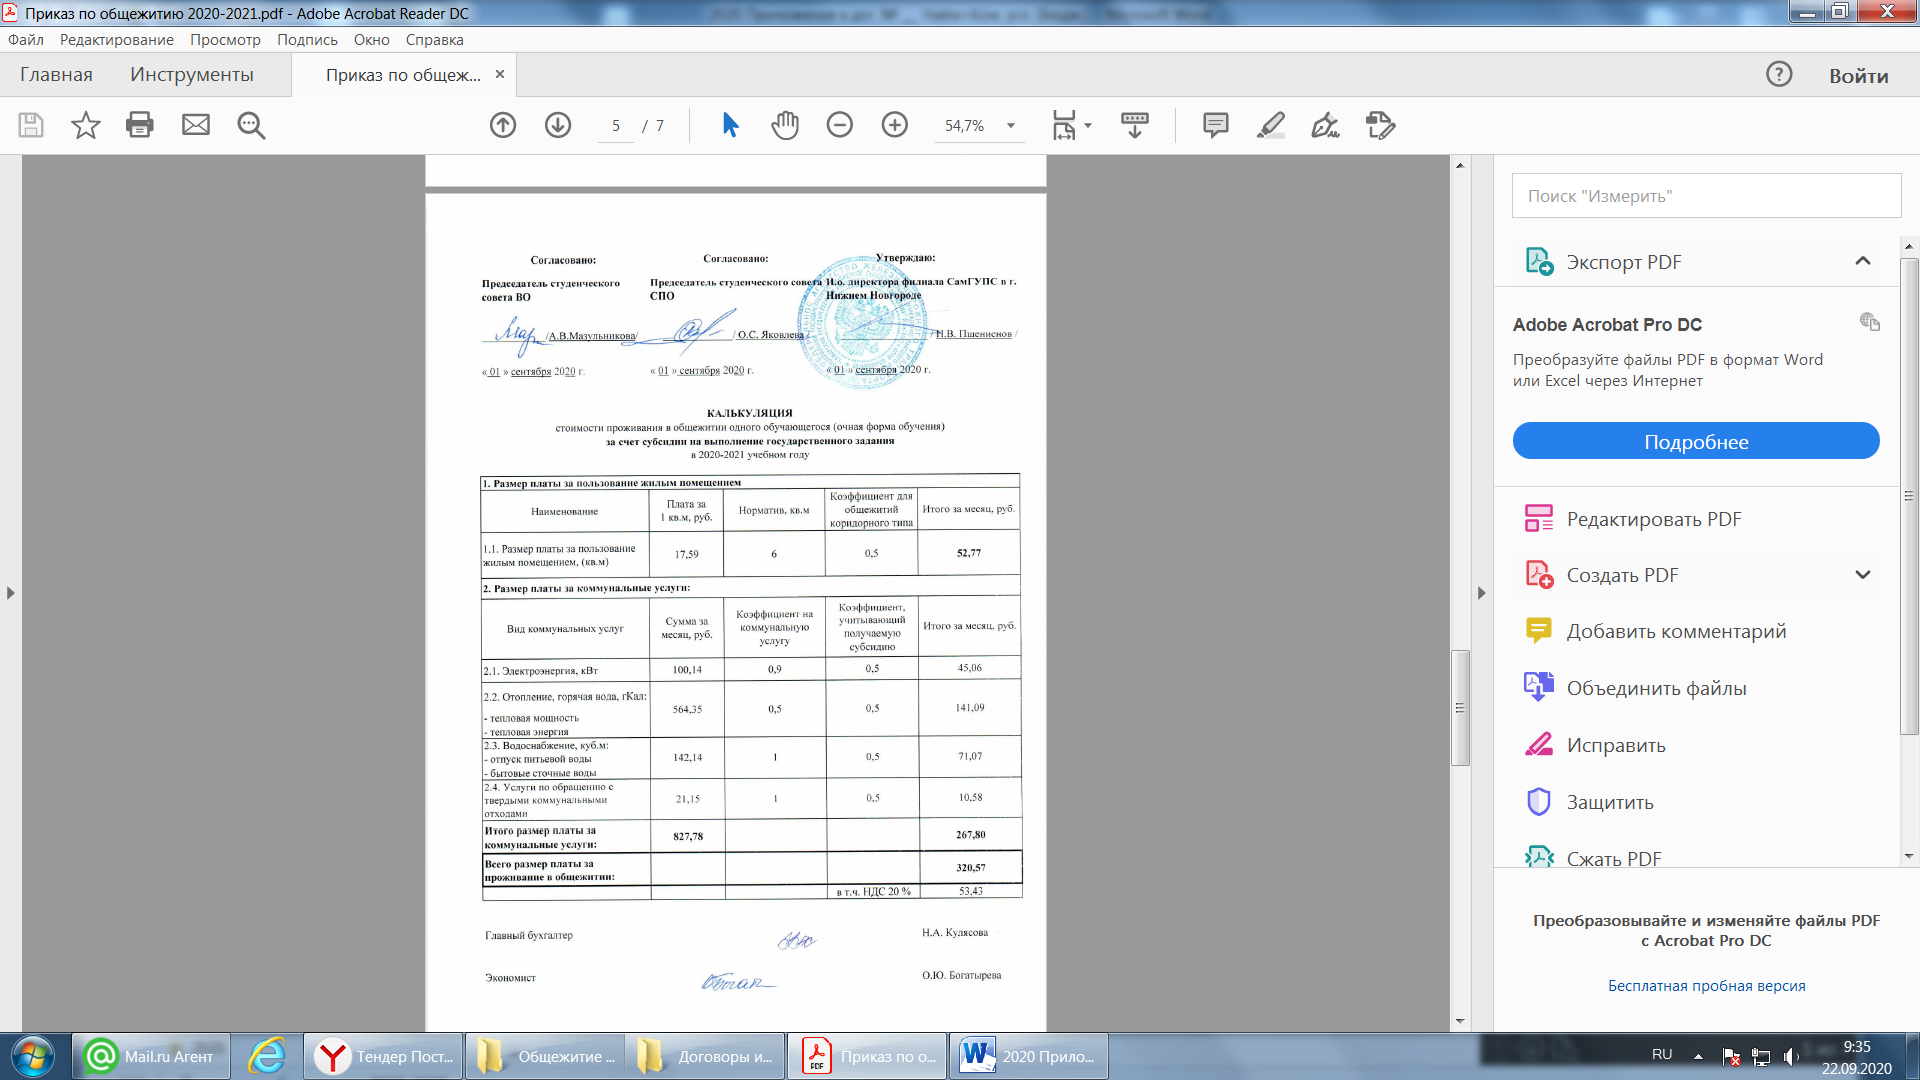 Приказ по общежитию 2020-2021.pdf - Adobe Acrobat Reader DC
Файл Редактирование Просмотр Подпись Окно Справка
Главная Инструменты Приказ по общеж... × Войти
5 / 7 54,7%
Согласовано: Согласовано: Утверждаю:
Председатель студенческого Председатель студенческого совета И.о. директора филиала СамГУПС в г.
совета ВО СПО Нижнем Новгороде
/А.В.Мазульникова/ / О.С. Яковлева / / Н.В. Пшениснов /
« 01 » сентября 2020 г. « 01 » сентября 2020 г. « 01 » сентября 2020 г.
КАЛЬКУЛЯЦИЯ
стоимости проживания в общежитии одного обучающегося (очная форма обучения)
за счет субсидии на выполнение государственного задания
в 2020-2021 учебном году
1. Размер платы за пользование жилым помещением
Наименование Плата за 1 кв.м, руб. Норматив, кв.м Коэффициент для общежитий коридорного типа Итого за месяц, руб.
1.1. Размер платы за пользование
жилым помещением, (кв.м) 17,59 6 0,5 52,77
2. Размер платы за коммунальные услуги:
Вид коммунальных услуг Сумма за месяц, руб. Коэффициент на коммунальную услугу Коэффициент, учитывающий получаемую субсидию Итого за месяц, руб.
2.1. Электроэнергия, кВт 100,14 0,9 0,5 45,06
2.2. Отопление, горячая вода, гКал:
- тепловая мощность
- тепловая энергия 564,35 0,5 0,5 141,09
2.3. Водоснабжение, куб.м:
- отпуск питьевой воды
- бытовые сточные воды 142,14 1 0,5 71,07
2.4. Услуги по обращению с
твердыми коммунальными
отходами 21,15 1 0,5 10,58
Итого размер платы за
коммунальные услуги: 827,78 267,80
Всего размер платы за
проживание в общежитии: 320,57
в т.ч. НДС 20 % 53,43
Главный бухгалтер Н.А. Кулясова
Экономист О.Ю. Богатырева
Поиск "Измерить"
Экспорт PDF
Adobe Acrobat Pro DC
Преобразуйте файлы PDF в формат Word
или Excel через Интернет
Подробнее
Редактировать PDF
Создать PDF
Добавить комментарий
Объединить файлы
Исправить
Защитить
Сжать PDF
Преобразовывайте и изменяйте файлы PDF
с Acrobat Pro DC
Бесплатная пробная версия
Mail.ru Агент Тендер Пост... Общежитие ... Договоры и... Приказ по о... 2020 Прило... RU 9:35
22.09.2020